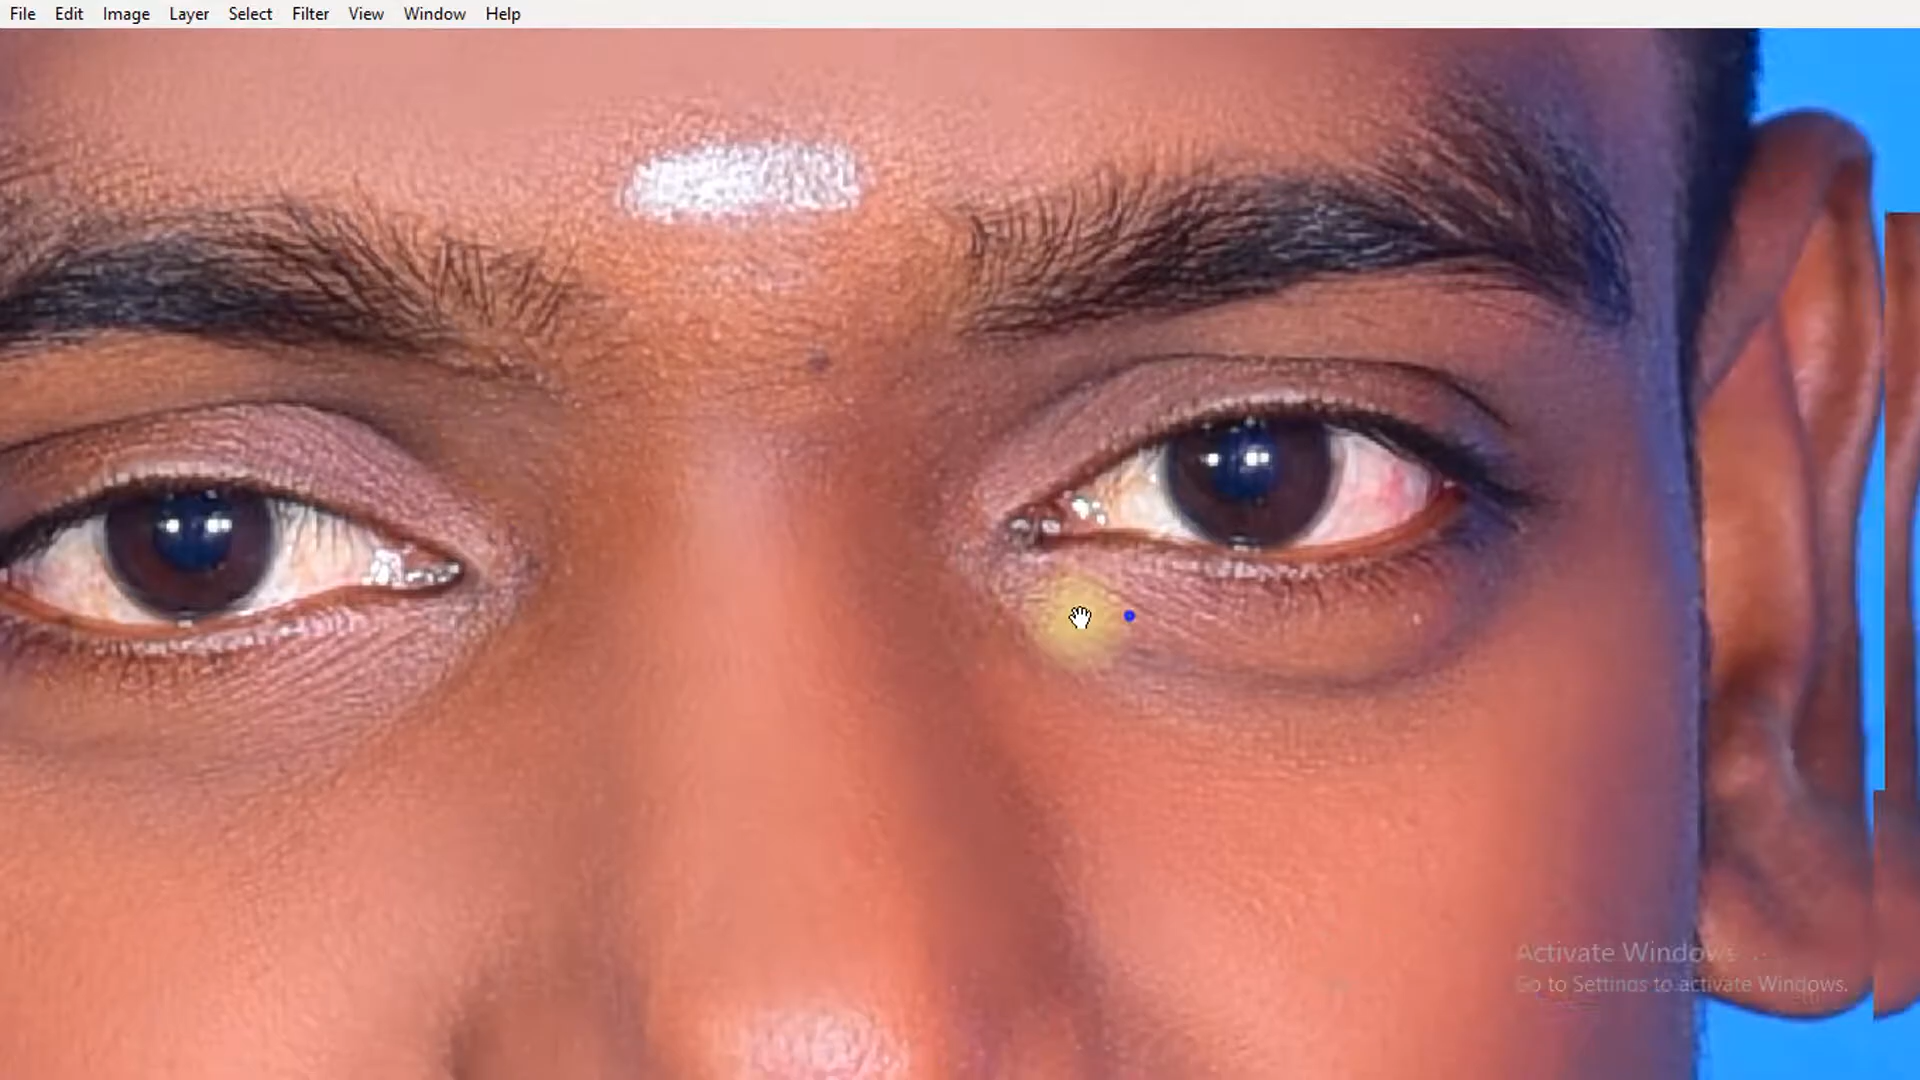 File Edit Image Layer Select Filter View Window Help
Activate Windows
Go to Settings to activate Windows.